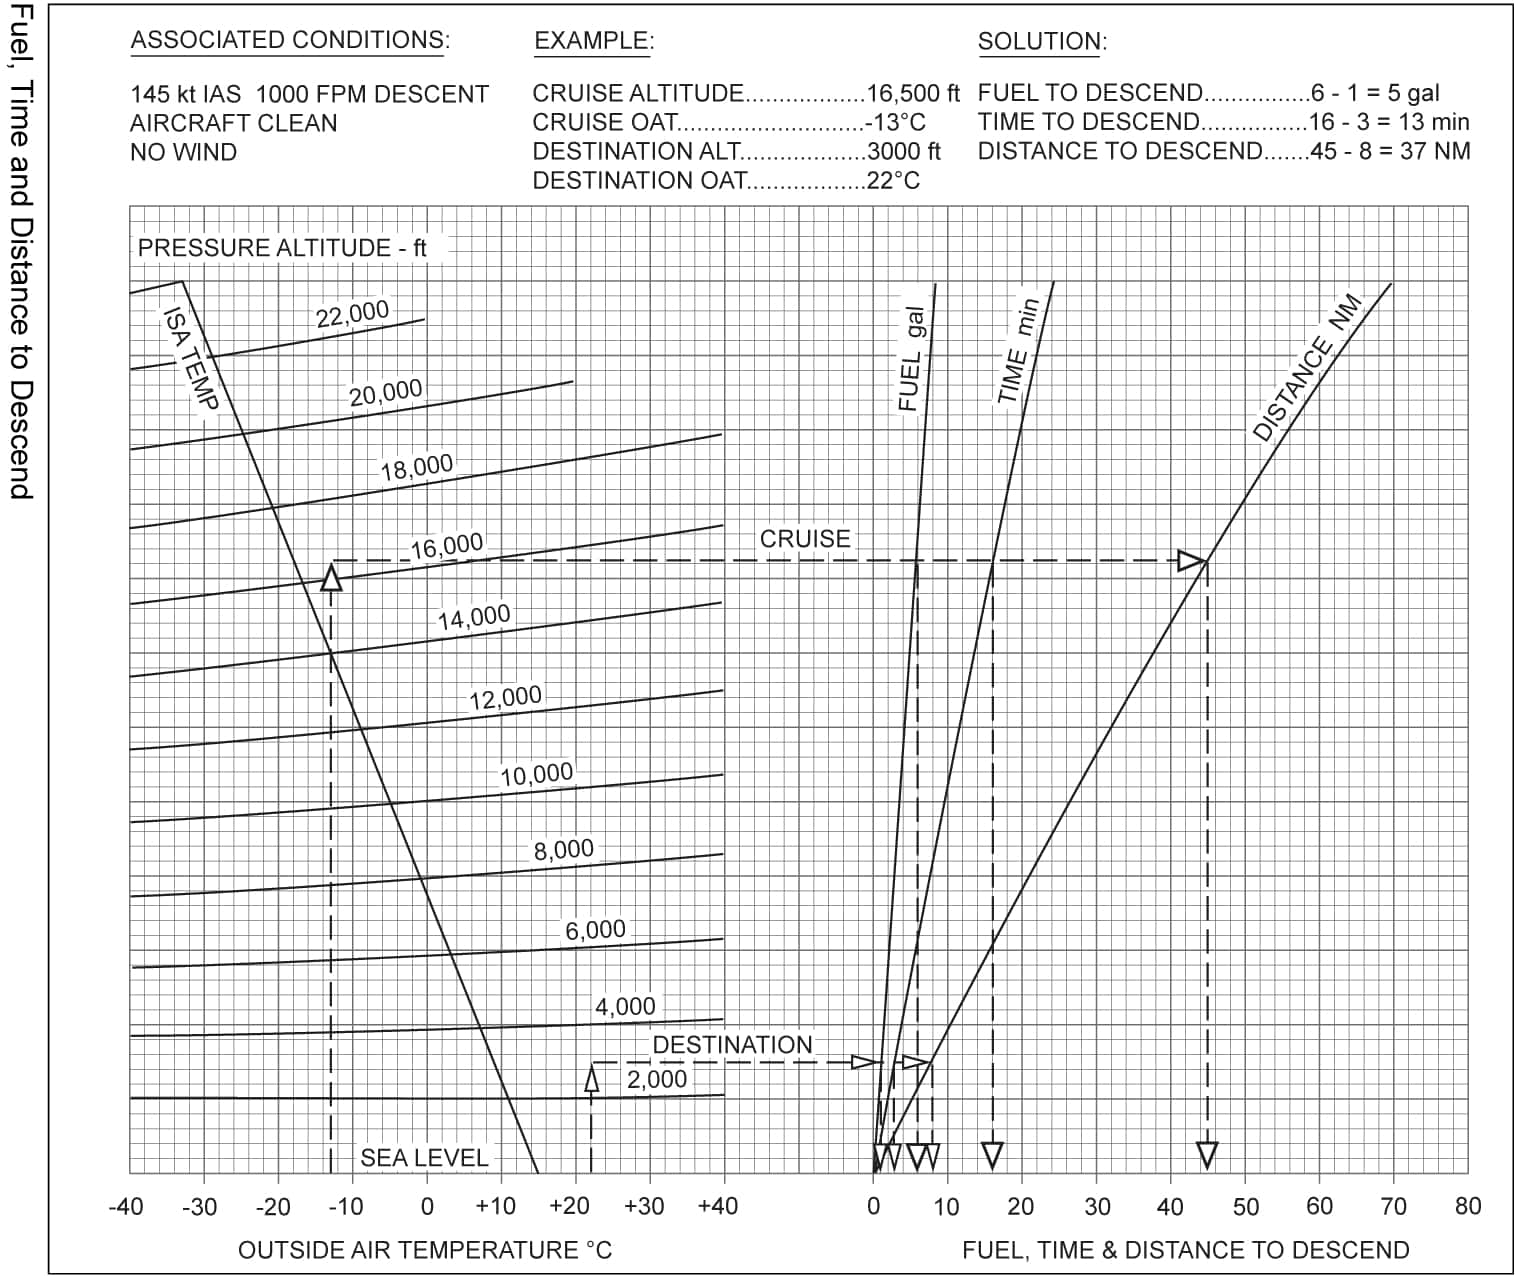 Fuel, Time and Distance to Descend
ASSOCIATED CONDITIONS:
145 kt IAS 1000 FPM DESCENT
AIRCRAFT CLEAN
NO WIND
EXAMPLE:
CRUISE ALTITUDE..................16,500 ft
CRUISE OAT...........................-13°C
DESTINATION ALT..................3000 ft
DESTINATION OAT.................22°C
SOLUTION:
FUEL TO DESCEND...............6 - 1 = 5 gal
TIME TO DESCEND...............16 - 3 = 13 min
DISTANCE TO DESCEND.......45 - 8 = 37 NM
PRESSURE ALTITUDE - ft
ISA TEMP
22,000
20,000
18,000
16,000
14,000
12,000
10,000
8,000
6,000
4,000
2,000
SEA LEVEL
CRUISE
DESTINATION
FUEL gal
TIME min
DISTANCE NM
-40 -30 -20 -10 0 +10 +20 +30 +40
OUTSIDE AIR TEMPERATURE °C
0 10 20 30 40 50 60 70 80
FUEL, TIME & DISTANCE TO DESCEND